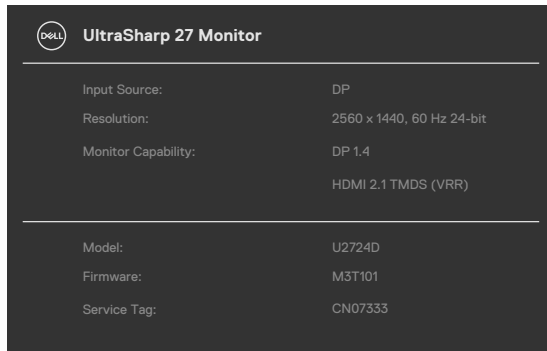 DELL
UltraSharp 27 Monitor
Input Source: DP
Resolution: 2560 x 1440, 60 Hz 24-bit
Monitor Capability: DP 1.4
HDMI 2.1 TMDS (VRR)
Model: U2724D
Firmware: M3T101
Service Tag: CN07333